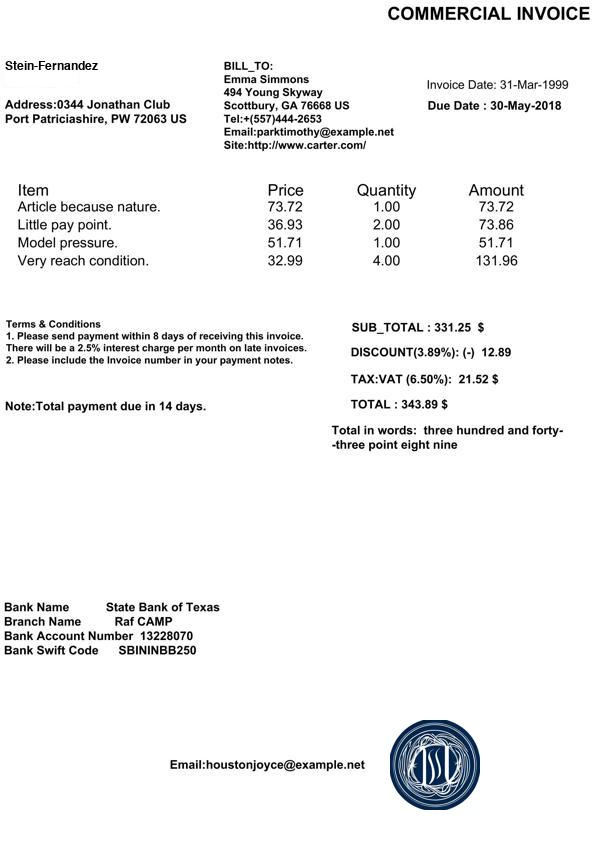 COMMERCIAL INVOICE
Stein-Fernandez
Address:0344 Jonathan Club
Port Patriciashire, PW 72063 US
BILL_TO:
Emma Simmons
494 Young Skyway
Scottbury, GA 76668 US
Tel:+(557)444-2653
Email:parktimothy@example.net
Site:http://www.carter.com/
Invoice Date: 31-Mar-1999
Due Date : 30-May-2018
Item Price Quantity Amount
Article because nature. 73.72 1.00 73.72
Little pay point. 36.93 2.00 73.86
Model pressure. 51.71 1.00 51.71
Very reach condition. 32.99 4.00 131.96
Terms & Conditions
1. Please send payment within 8 days of receiving this invoice.
There will be a 2.5% interest charge per month on late invoices.
2. Please include the Invoice number in your payment notes.
Note:Total payment due in 14 days.
SUB_TOTAL : 331.25 $
DISCOUNT(3.89%): (-) 12.89
TAX:VAT (6.50%): 21.52 $
TOTAL : 343.89 $
Total in words: three hundred and forty-
-three point eight nine
Bank Name State Bank of Texas
Branch Name Raf CAMP
Bank Account Number 13228070
Bank Swift Code SBININBB250
Email:houstonjoyce@example.net